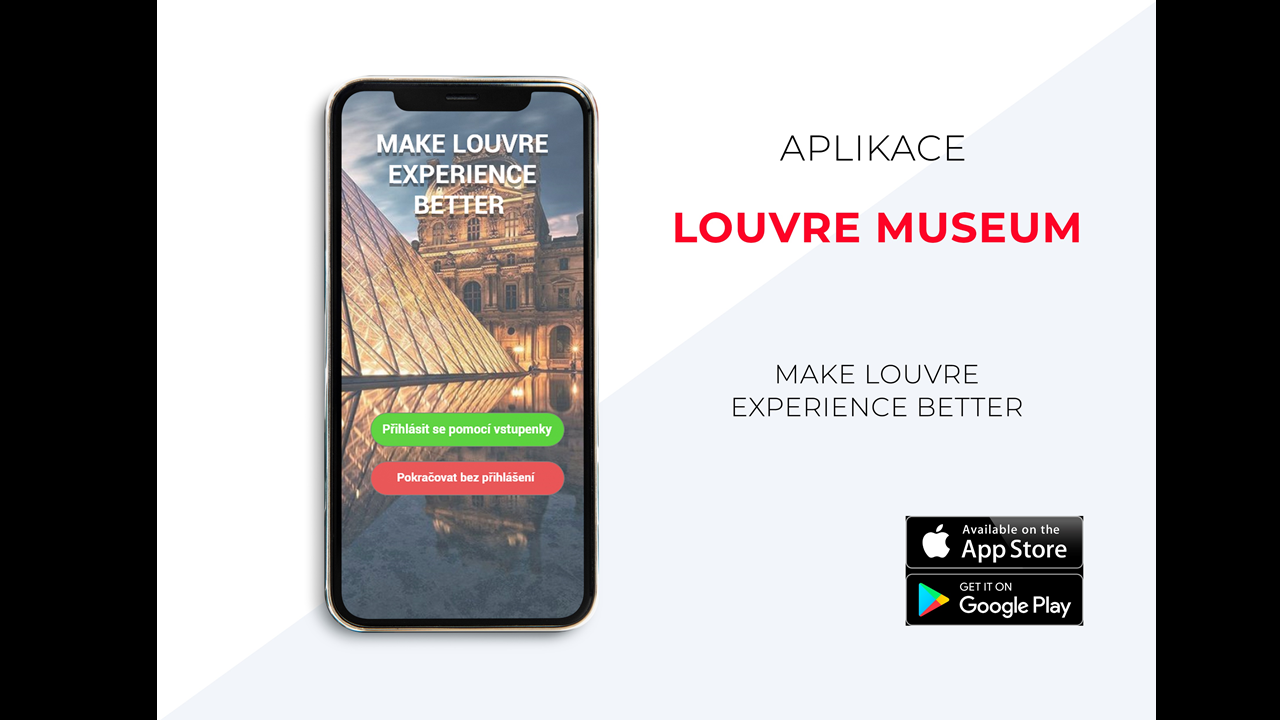 MAKE LOUVRE
EXPERIENCE
BETTER
Přihlásit se pomocí vstupenky
Pokračovat bez přihlášení
APLIKACE
LOUVRE MUSEUM
MAKE LOUVRE
EXPERIENCE BETTER
Available on the
App Store
GET IT ON
Google Play